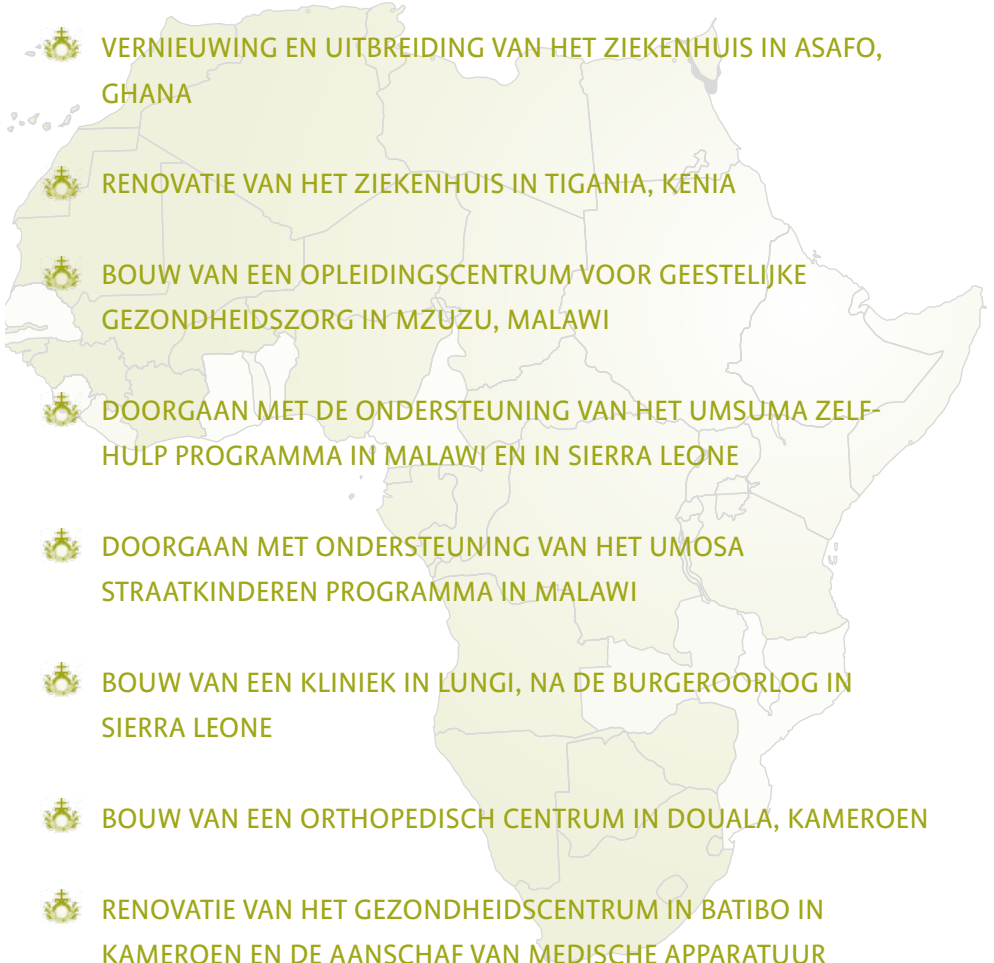 VERNIEUWING EN UITBREIDING VAN HET ZIEKENHUIS IN ASAFO,
GHANA
RENOVATIE VAN HET ZIEKENHUIS IN TIGANIA, KENIA
BOUW VAN EEN OPLEIDINGSCENTRUM VOOR GEESTELIJKE
GEZONDHEIDSZORG IN MZUZU, MALAWI
DOORGAAN MET DE ONDERSTEUNING VAN HET UMSUMA ZELF-
HULP PROGRAMMA IN MALAWI EN IN SIERRA LEONE
DOORGAAN MET ONDERSTEUNING VAN HET UMOSA
STRAATKINDEREN PROGRAMMA IN MALAWI
BOUW VAN EEN KLINIEK IN LUNGI, NA DE BURGEROORLOG IN
SIERRA LEONE
BOUW VAN EEN ORTHOPEDISCH CENTRUM IN DOUALA, KAMEROEN
RENOVATIE VAN HET GEZONDHEIDSCENTRUM IN BATIBO IN
KAMEROEN EN DE AANSCHAF VAN MEDISCHE APPARATUUR